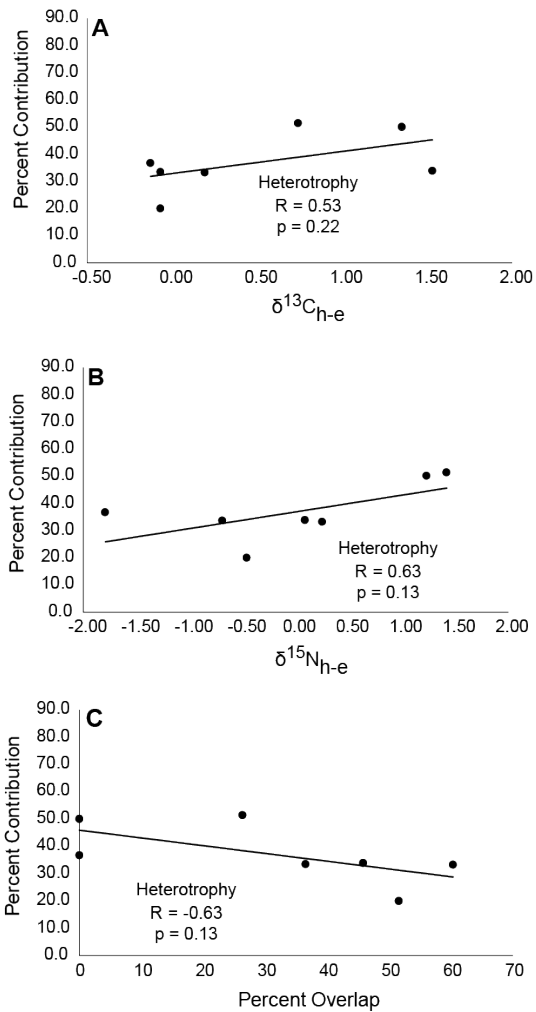 A
90.0
80.0
70.0
60.0
50.0
40.0
30.0
20.0
10.0
0.0
Percent Contribution
Heterotrophy
R = 0.53
p = 0.22
-0.50 0.00 0.50 1.00 1.50 2.00
δ¹³Ch-e
B
90.0
80.0
70.0
60.0
50.0
40.0
30.0
20.0
10.0
0.0
Percent Contribution
Heterotrophy
R = 0.63
p = 0.13
-2.00 -1.50 -1.00 -0.50 0.00 0.50 1.00 1.50 2.00
δ¹⁵Nh-e
C
90.0
80.0
70.0
60.0
50.0
40.0
30.0
20.0
10.0
0.0
Percent Contribution
Heterotrophy
R = -0.63
p = 0.13
0 10 20 30 40 50 60 70
Percent Overlap